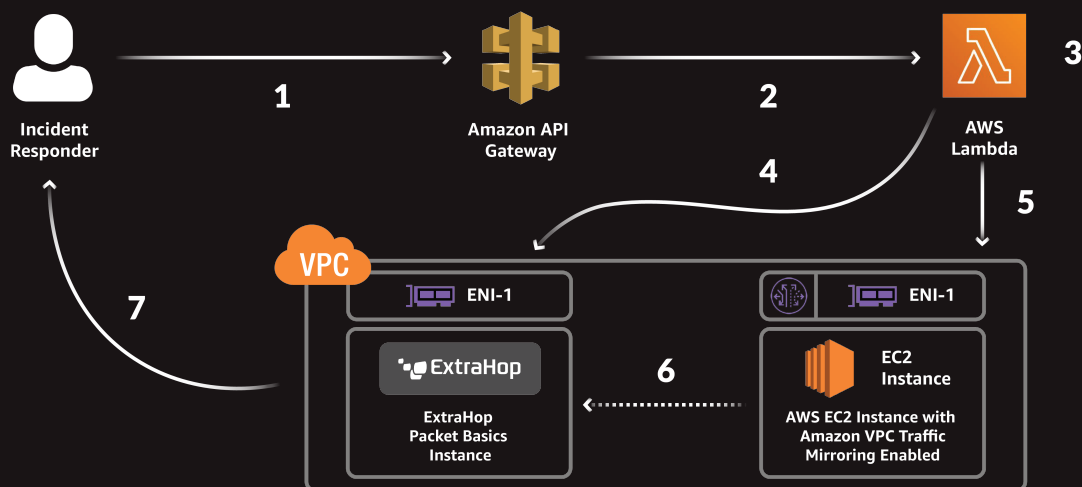 1
2
3
Incident
Responder
Amazon API
Gateway
AWS
Lambda
4
5
VPC
7
ENI-1
ENI-1
ExtraHop
6
EC2
Instance
ExtraHop
Packet Basics
Instance
AWS EC2 Instance with
Amazon VPC Traffic
Mirroring Enabled